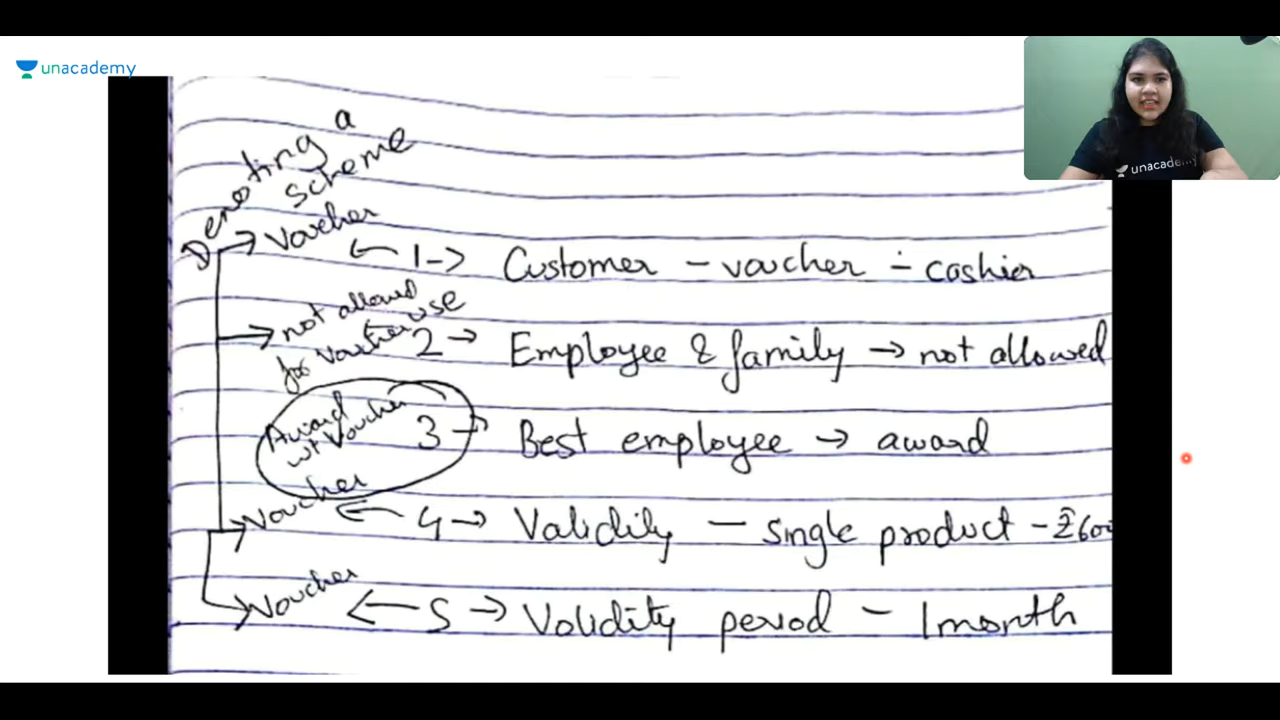 unacademy
unacademy
Denoting a
scheme
Voucher
1 → Customer - voucher - cashier
not allowed
for Voucher use
2 → Employee & family → not allowed
Award
wt Voucher
3 → Best employee → award
Voucher ← 4 → Validity - single product - ₹600
Voucher ← 5 → Validity period - 1 month